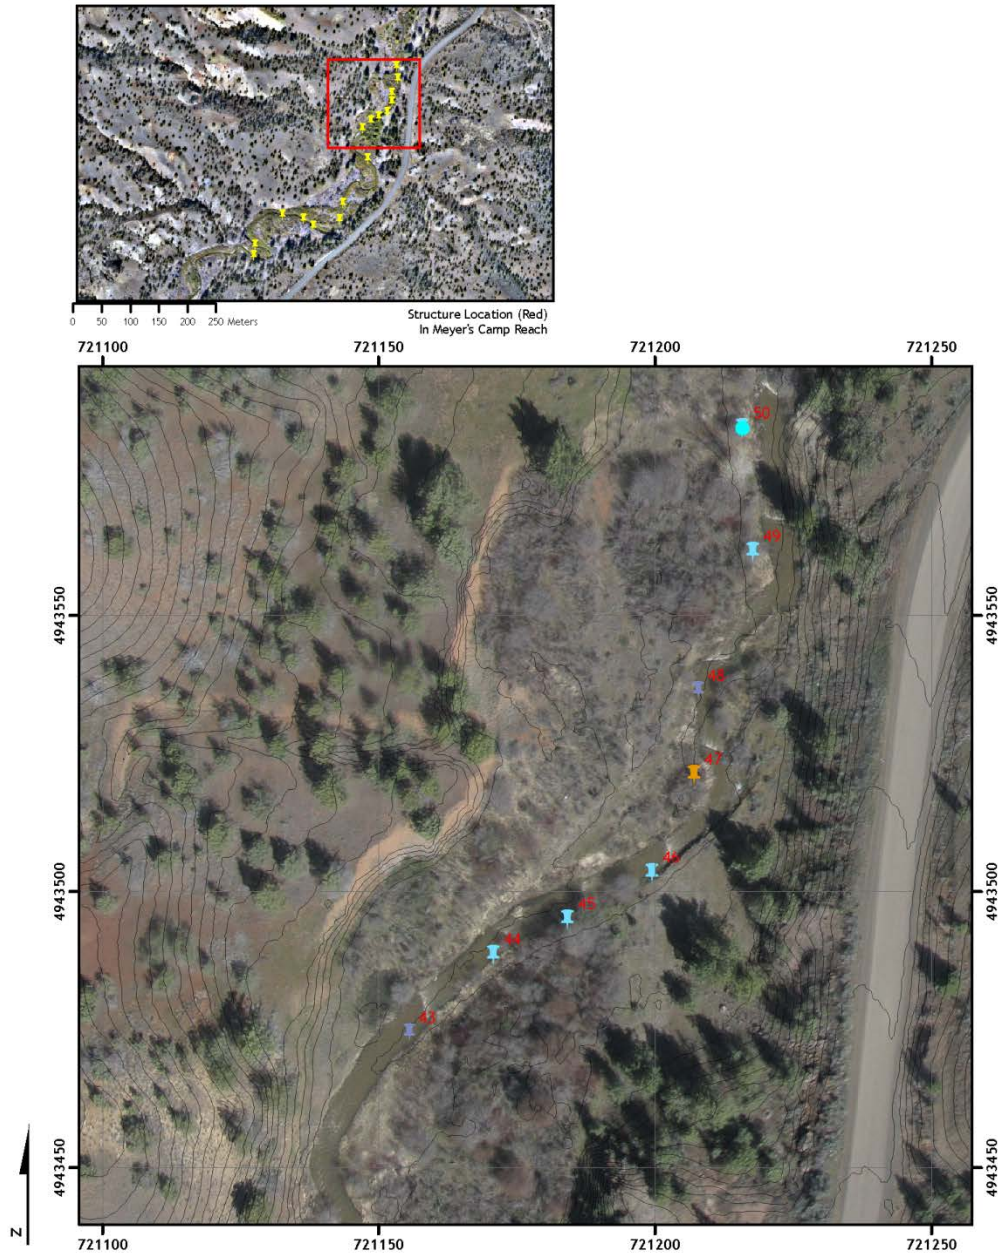 0 50 100 150 200 250 Meters
Structure Location (Red)
In Meyer's Camp Reach
721100 721150 721200 721250
50
49
4943550 4943550
48
47
46
4943500 4943500
45
44
43
4943450 4943450
N
721100 721150 721200 721250